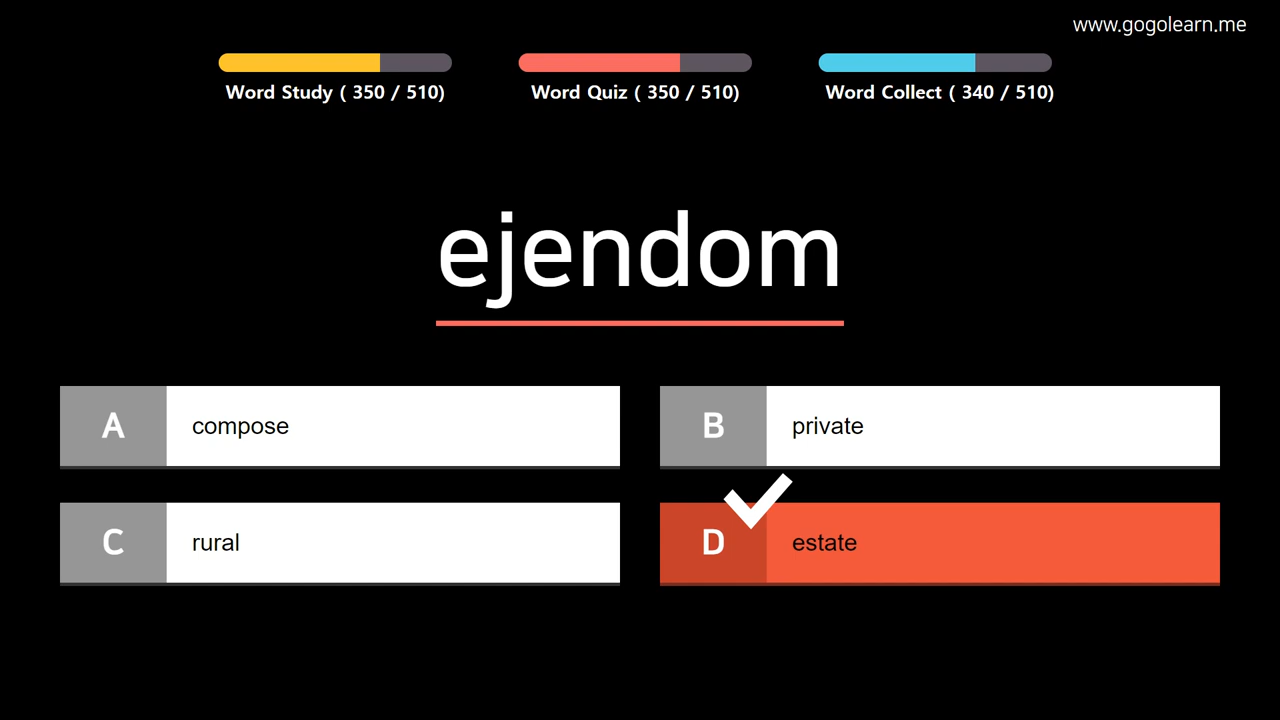 www.gogolearn.me
Word Study ( 350 / 510)
Word Quiz ( 350 / 510)
Word Collect ( 340 / 510)
ejendom
A
compose
B
private
C
rural
D
estate